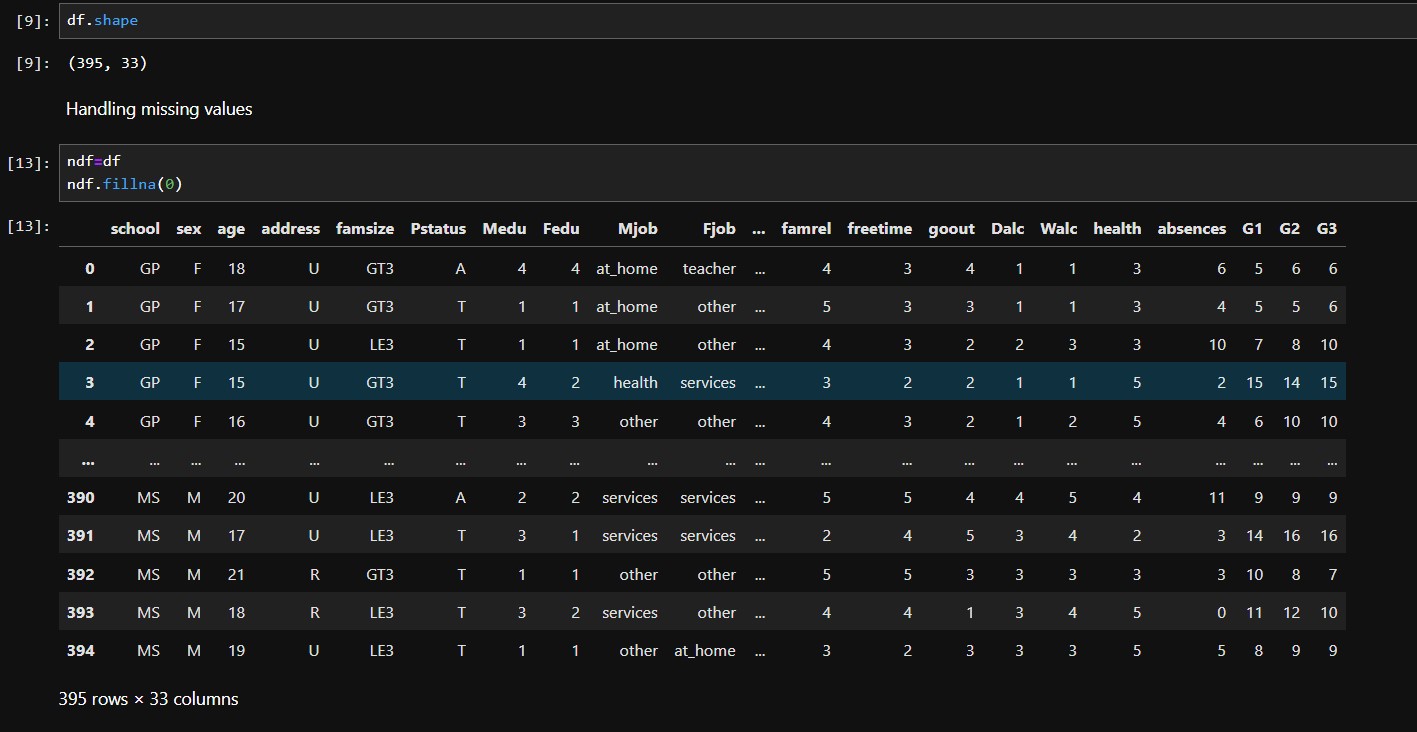 [9]: df.shape
[9]: (395, 33)
Handling missing values
[13]: ndf=df
ndf.fillna(0)
[13]: school sex age address famsize Pstatus Medu Fedu Mjob Fjob ... famrel freetime goout Dalc Walc health absences G1 G2 G3
0 GP F 18 U GT3 A 4 4 at_home teacher ... 4 3 4 1 1 3 6 5 6 6
1 GP F 17 U GT3 T 1 1 at_home other ... 5 3 3 1 1 3 4 5 5 6
2 GP F 15 U LE3 T 1 1 at_home other ... 4 3 2 2 3 3 10 7 8 10
3 GP F 15 U GT3 T 4 2 health services ... 3 2 2 1 1 5 2 15 14 15
4 GP F 16 U GT3 T 3 3 other other ... 4 3 2 1 2 5 4 6 10 10
... ... ... ... ... ... ... ... ... ... ... ... ... ... ... ... ... ... ... ... ... ...
390 MS M 20 U LE3 A 2 2 services services ... 5 5 4 4 5 4 11 9 9 9
391 MS M 17 U LE3 T 3 1 services services ... 2 4 5 3 4 2 3 14 16 16
392 MS M 21 R GT3 T 1 1 other other ... 5 5 3 3 3 3 3 10 8 7
393 MS M 18 R LE3 T 3 2 services other ... 4 4 1 3 4 5 0 11 12 10
394 MS M 19 U LE3 T 1 1 other at_home ... 3 2 3 3 3 5 5 8 9 9
395 rows × 33 columns